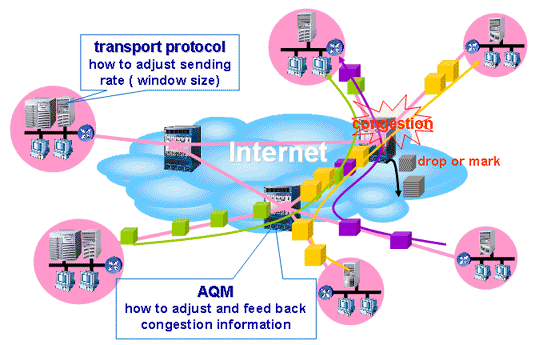 transport protocol
how to adjust sending
rate ( window size)
congestion
Internet
drop or mark
AQM
how to adjust and feed back
congestion information